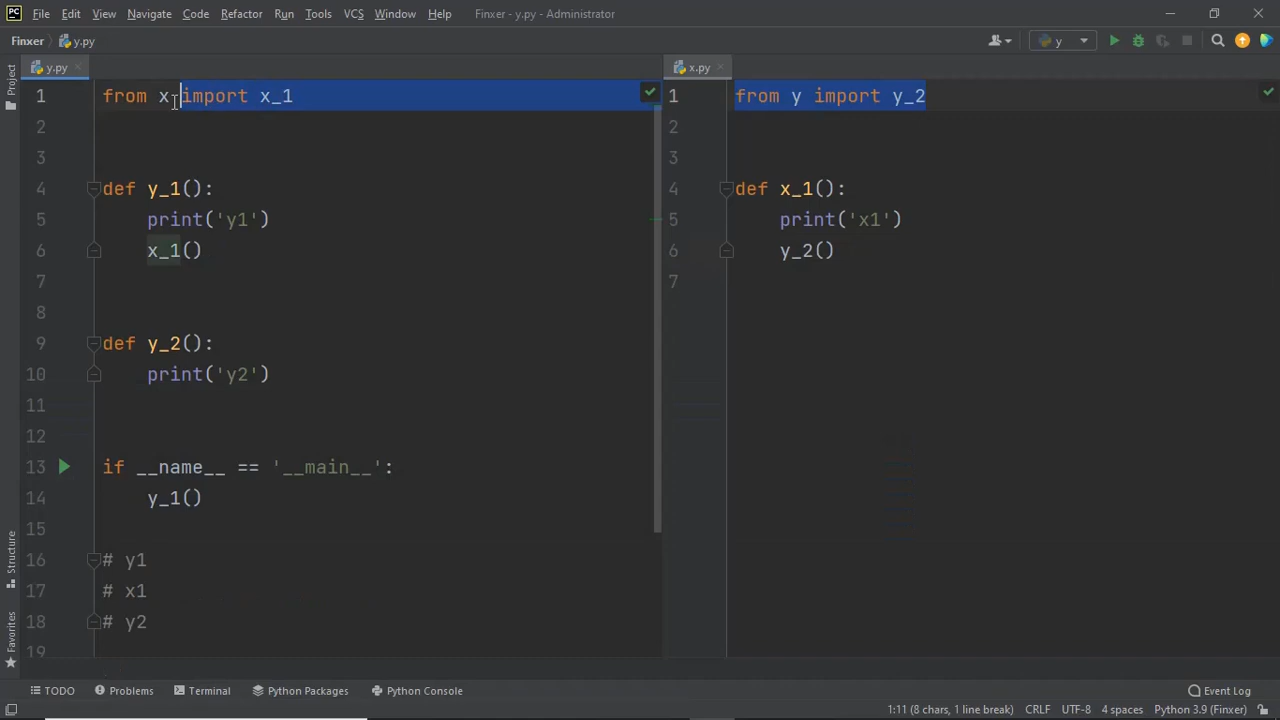 File Edit View Navigate Code Refactor Run Tools VCS Window Help Finxer - y.py - Administrator
Finxer y.py y
Project y.py x.py
1 from x import x_1
2
3
4 def y_1():
5 print('y1')
6 x_1()
7
8
9 def y_2():
10 print('y2')
11
12
13 if __name__ == '__main__':
14 y_1()
15
16 # y1
17 # x1
18 # y2
19
1 from y import y_2
2
3
4 def x_1():
5 print('x1')
6 y_2()
7
Structure
Favorites
TODO Problems Terminal Python Packages Python Console Event Log
1:11 (8 chars, 1 line break) CRLF UTF-8 4 spaces Python 3.9 (Finxer)